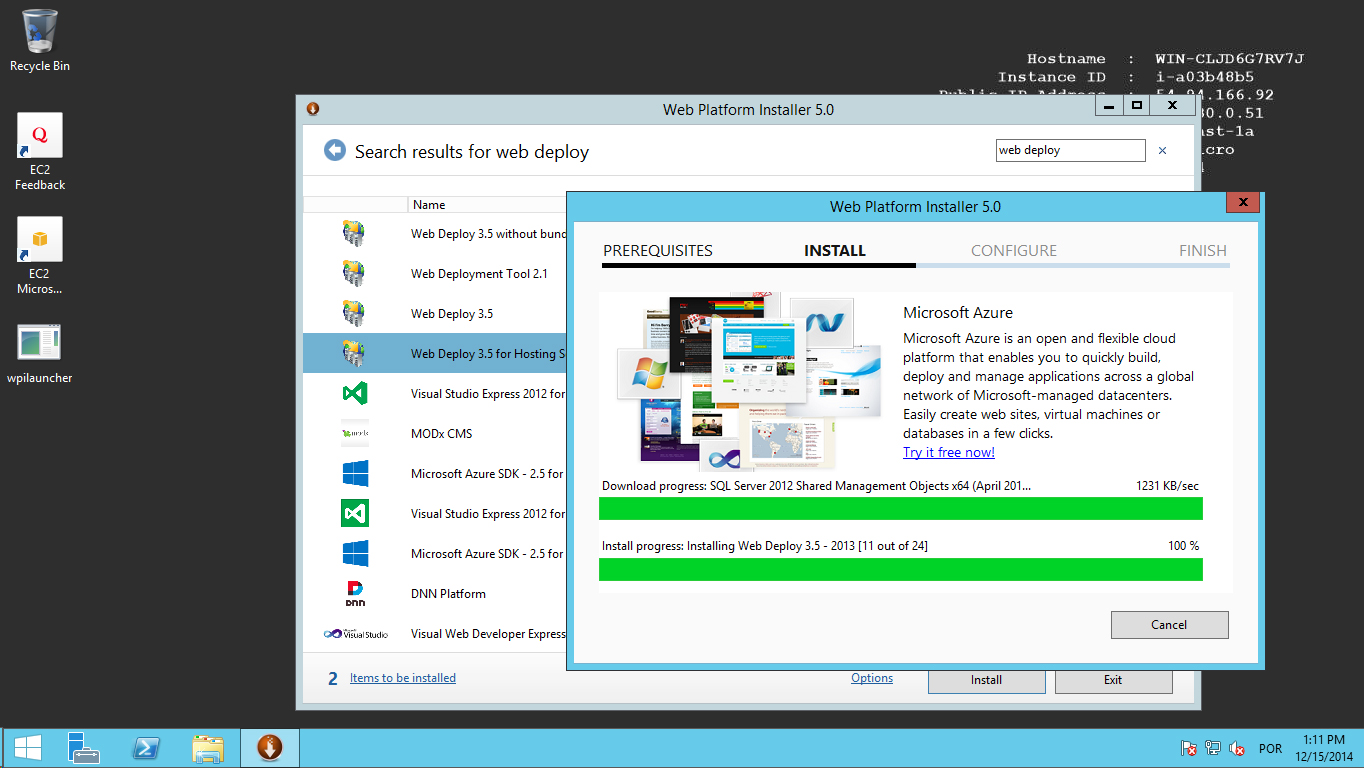 Recycle Bin
EC2
Feedback
EC2
Micros...
wpilauncher
Hostname : WIN-CLJD6G7RV7J
Instance ID : i-a03b48b5
Public IP Address : 54.94.166.92
0.51
st-1a
cro
Web Platform Installer 5.0
Search results for web deploy
web deploy
Name
Web Deploy 3.5 without bund
Web Deployment Tool 2.1
Web Deploy 3.5
Web Deploy 3.5 for Hosting S
Visual Studio Express 2012 for
MODx CMS
Microsoft Azure SDK - 2.5 for
Visual Studio Express 2012 for
Microsoft Azure SDK - 2.5 for
DNN
DNN Platform
Visual Studio
Visual Web Developer Express
2 Items to be installed
Options
Install
Exit
Web Platform Installer 5.0
PREREQUISITES INSTALL CONFIGURE FINISH
Microsoft Azure
Microsoft Azure is an open and flexible cloud
platform that enables you to quickly build,
deploy and manage applications across a global
network of Microsoft-managed datacenters.
Easily create web sites, virtual machines or
databases in a few clicks.
Try it free now!
Download progress: SQL Server 2012 Shared Management Objects x64 (April 201... 1231 KB/sec
Install progress: Installing Web Deploy 3.5 - 2013 [11 out of 24] 100 %
Cancel
POR
1:11 PM
12/15/2014